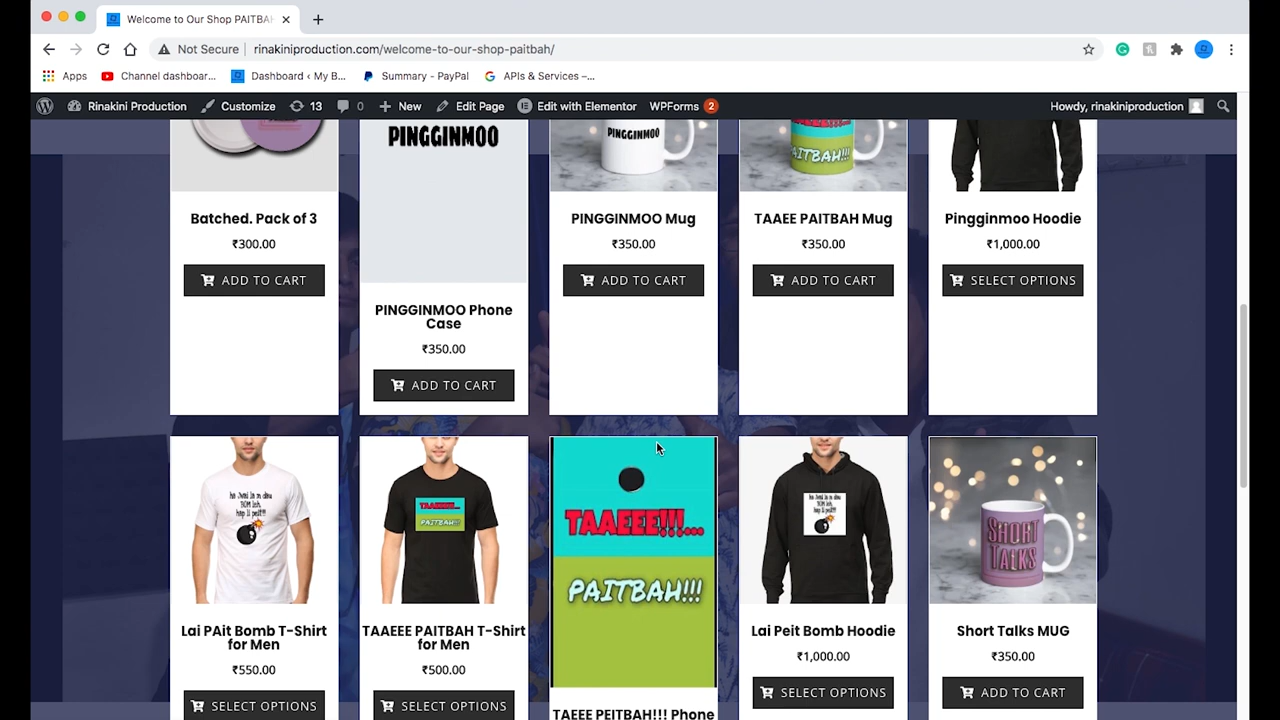 Welcome to Our Shop PAITBAH
Not Secure
rinakiniproduction.com/welcome-to-our-shop-paitbah/
Apps
Channel dashboar...
Dashboard ‹ My B...
Summary - PayPal
APIs & Services –...
Rinakini Production
Customize
13
0
New
Edit Page
Edit with Elementor
WPForms 2
Howdy, rinakiniproduction
PINGGINMOO
PINGGINMOO
PAITBAH!!!
Batched. Pack of 3
₹300.00
ADD TO CART
PINGGINMOO Phone
Case
₹350.00
ADD TO CART
PINGGINMOO Mug
₹350.00
ADD TO CART
TAAEE PAITBAH Mug
₹350.00
ADD TO CART
Pingginmoo Hoodie
₹1,000.00
SELECT OPTIONS
TAAEEE!!!...
PAITBAH!!!
TAAEEE!!!......
PAITBAH!!!
SHORT
TALKS
Lai PAit Bomb T-Shirt
for Men
₹550.00
SELECT OPTIONS
TAAEEE PAITBAH T-Shirt
for Men
₹500.00
SELECT OPTIONS
TAEEE PEITBAH!!! Phone
Lai Peit Bomb Hoodie
₹1,000.00
SELECT OPTIONS
Short Talks MUG
₹350.00
ADD TO CART